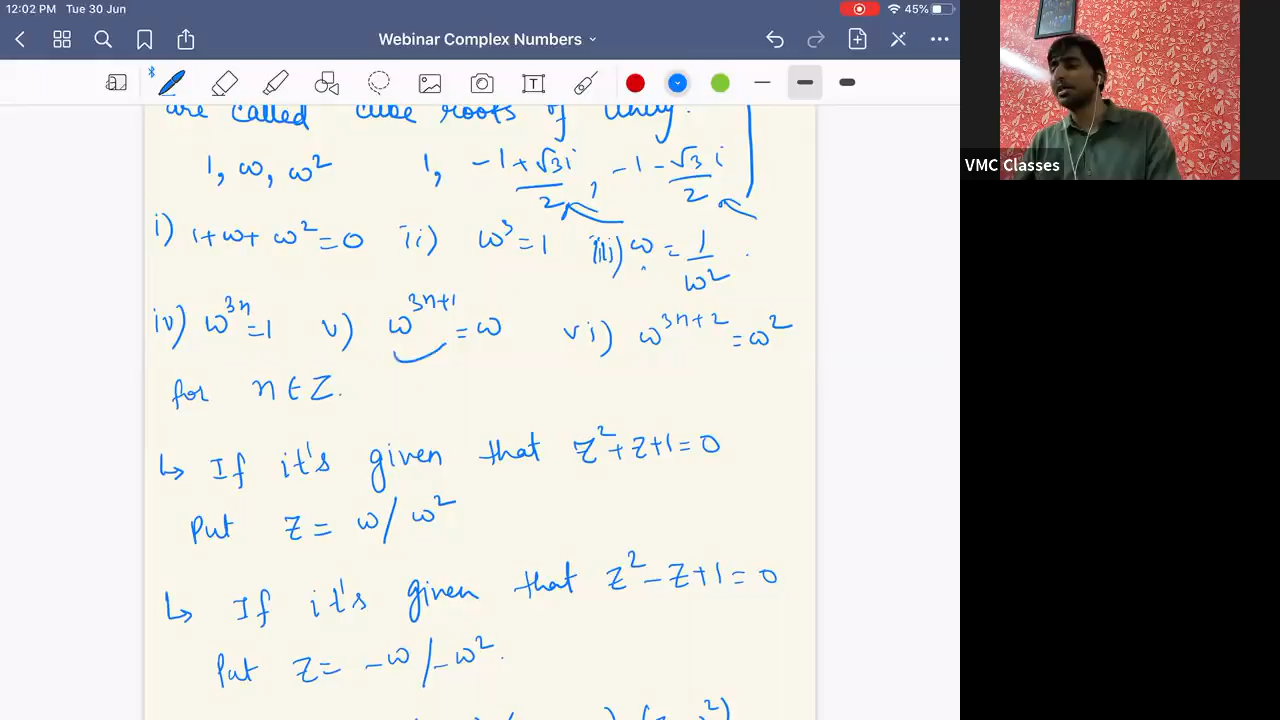 12:02 PM Tue 30 Jun
45%
Webinar Complex Numbers
T
VMC Classes
are called cube roots of unity.
1, ω, ω² 1, -1+√3i/2, -1-√3i/2
i) 1+ω+ω²=0 ii) ω³=1 iii) ω=1/ω²
iv) ω³ⁿ=1 v) ω³ⁿ⁺¹=ω vi) ω³ⁿ⁺²=ω²
for n∈Z.
↳ If it's given that z²+z+1=0
Put z= ω/ω²
↳ If it's given that z²-z+1=0
Put z= -ω/-ω².